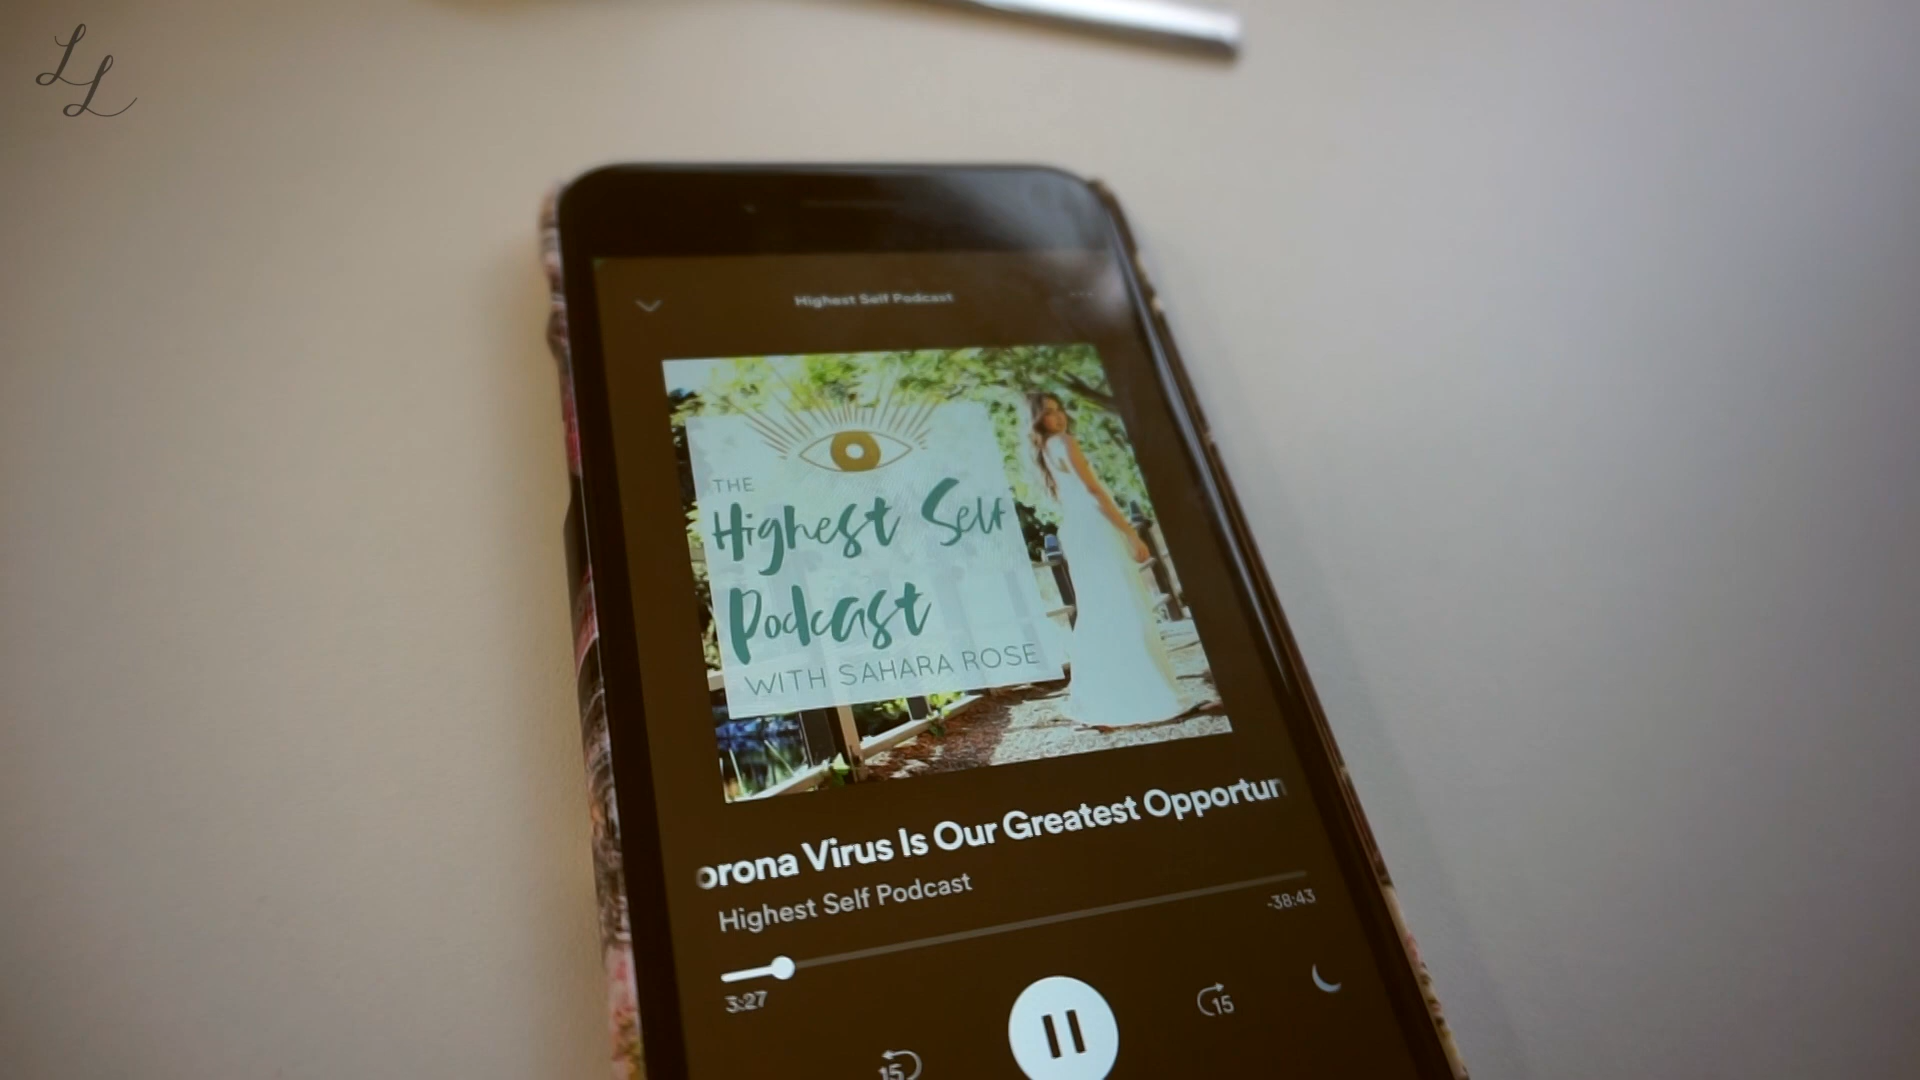 LL
Highest Self Podcast
THE
Highest Self
Podcast
WITH SAHARA ROSE
orona Virus Is Our Greatest Opportun
Highest Self Podcast
3:27
-38:43
15
15